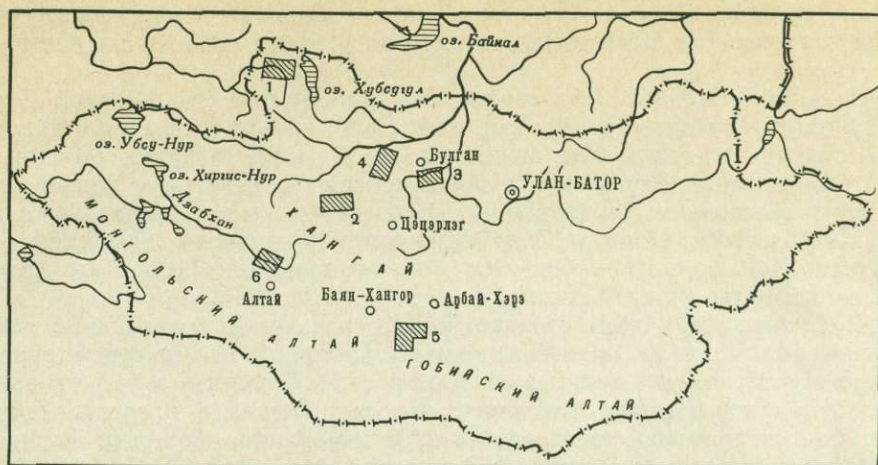 оз. Байкал
1
оз. Хубсугул
оз. Убсу-Нур
оз. Хиргис-Нур
Дзабхан
4
Булган
3
УЛАН-БАТОР
2
Цэцэрлэг
ХАНГАЙ
6
Алтай
Баян-Хангор
Арбай-Хэрэ
5
МОНГОЛЬСКИЙ АЛТАЙ
ГОБИЙСКИЙ АЛТАЙ